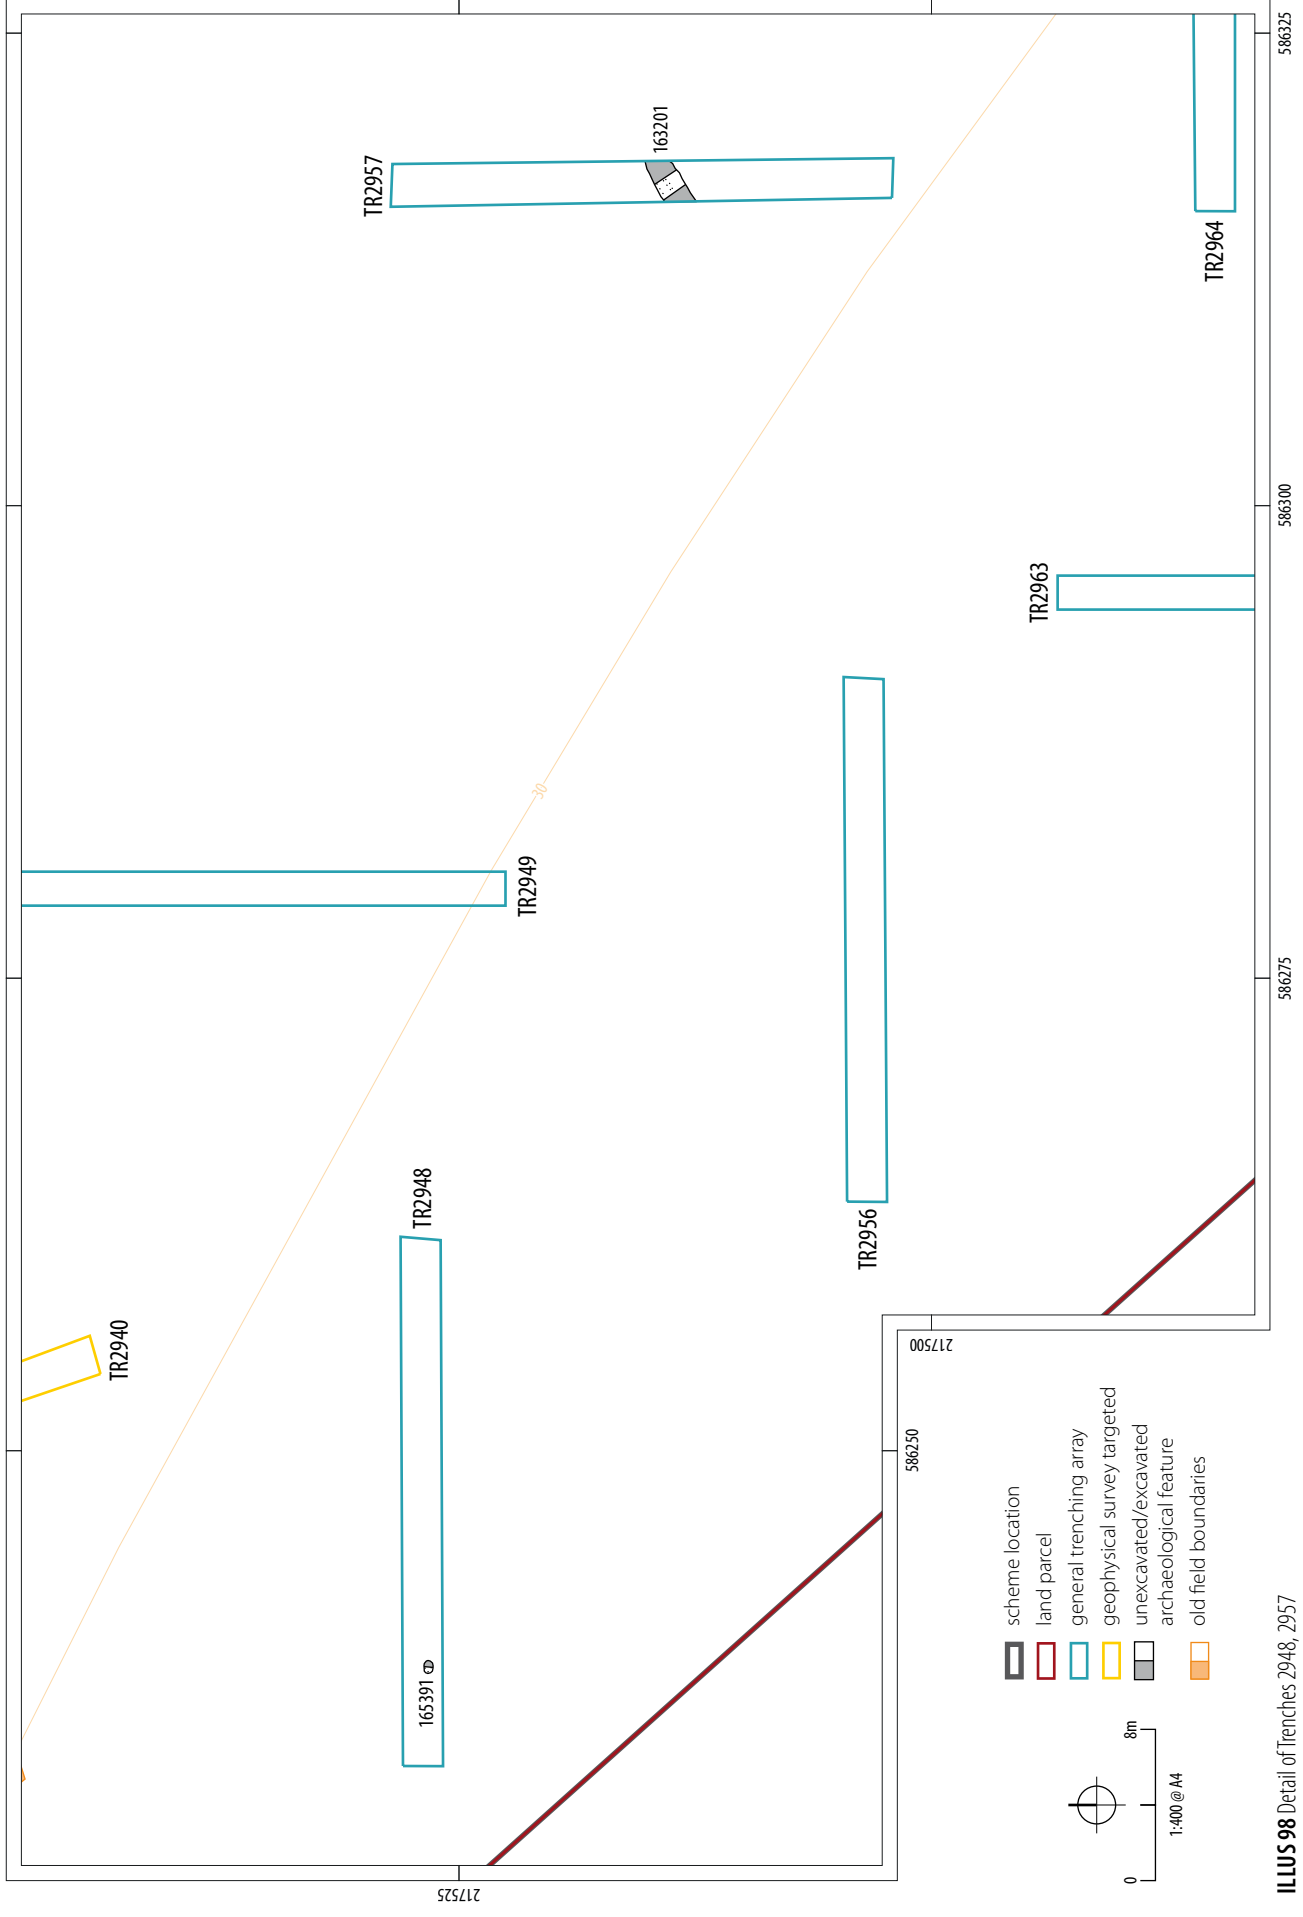 TR2940
TR2948
165391
TR2949
TR2957
163201
30
TR2956
TR2963
TR2964
217525
217500
586250
586275
586300
586325
0
8m
1:400 @ A4
scheme location
land parcel
general trenching array
geophysical survey targeted
unexcavated/excavated
archaeological feature
old field boundaries
ILLUS 98 Detail of Trenches 2948, 2957